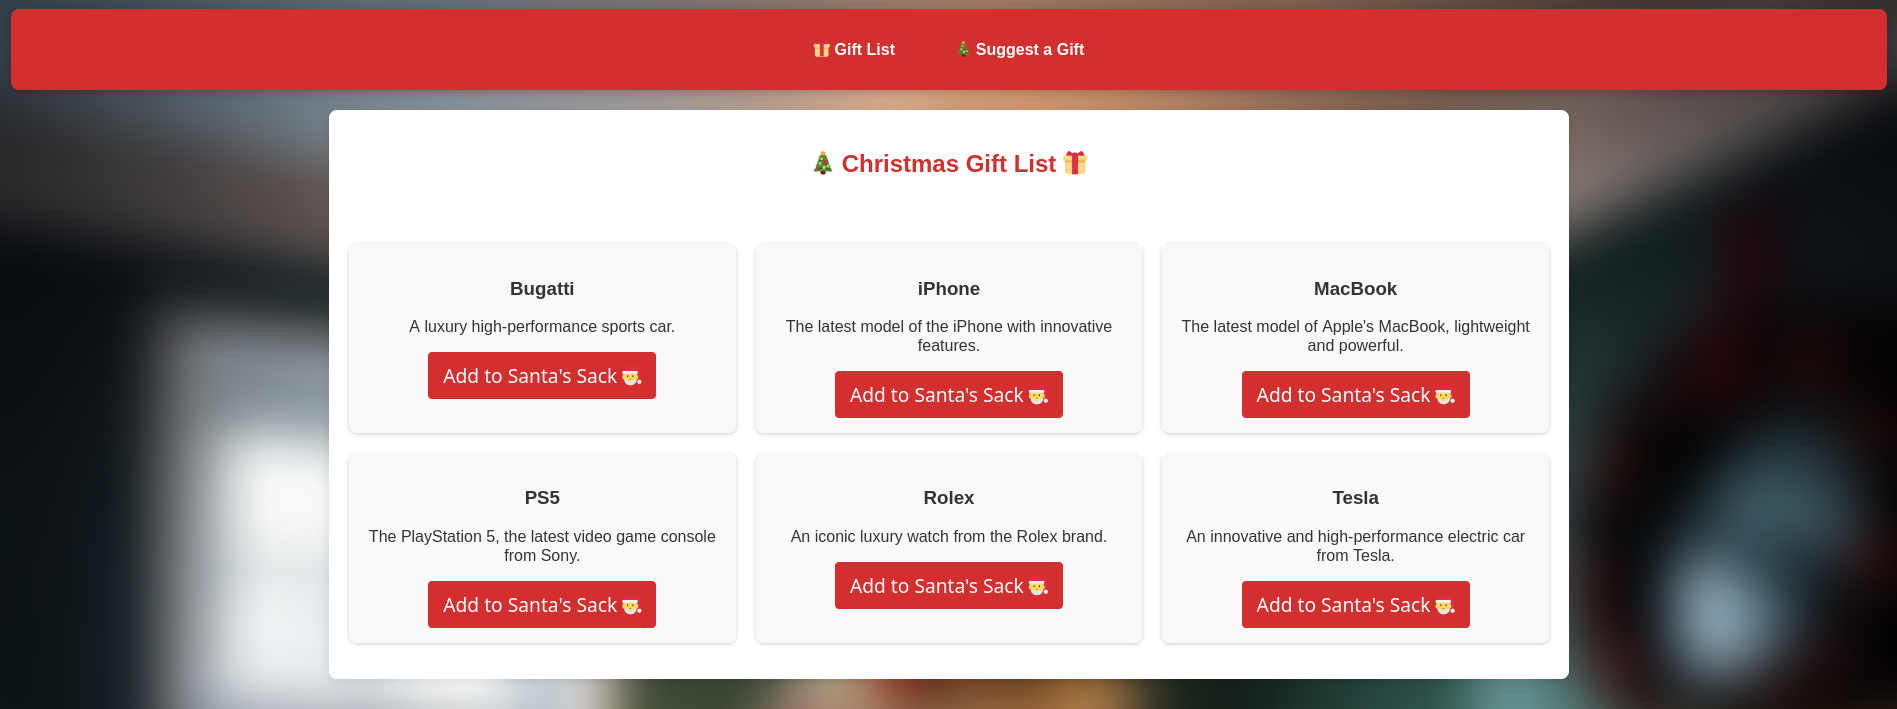 🎁 Gift List
🎄 Suggest a Gift
🎄 Christmas Gift List 🎁
Bugatti
A luxury high-performance sports car.
Add to Santa's Sack 🎅
iPhone
The latest model of the iPhone with innovative
features.
Add to Santa's Sack 🎅
MacBook
The latest model of Apple's MacBook, lightweight
and powerful.
Add to Santa's Sack 🎅
PS5
The PlayStation 5, the latest video game console
from Sony.
Add to Santa's Sack 🎅
Rolex
An iconic luxury watch from the Rolex brand.
Add to Santa's Sack 🎅
Tesla
An innovative and high-performance electric car
from Tesla.
Add to Santa's Sack 🎅